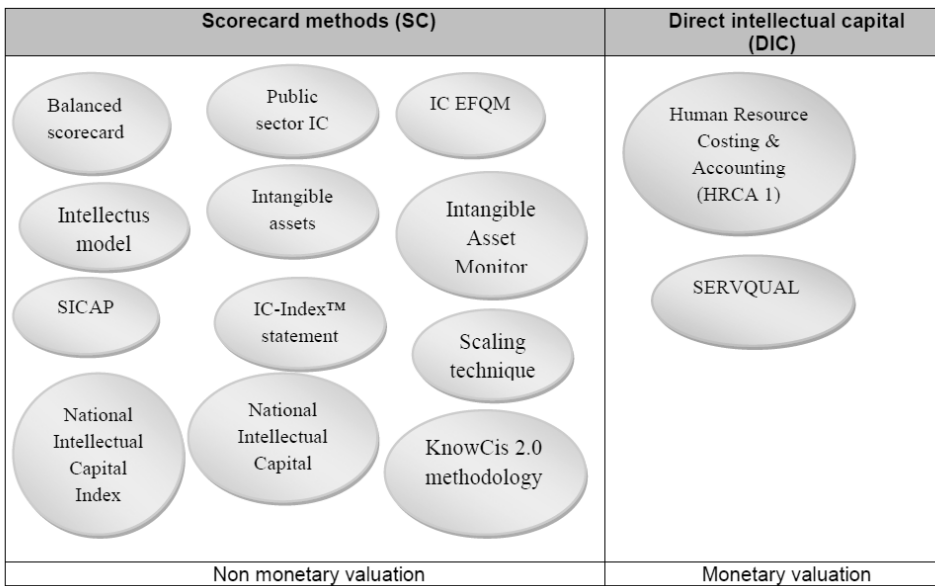 Scorecard methods (SC)
Direct intellectual capital
(DIC)
Balanced
scorecard
Public
sector IC
IC EFQM
Human Resource
Costing &
Accounting
(HRCA 1)
Intellectus
model
Intangible
assets
Intangible
Asset
Monitor
SICAP
IC-Index™
statement
Scaling
technique
SERVQUAL
National
Intellectual
Capital
Index
National
Intellectual
Capital
KnowCis 2.0
methodology
Non monetary valuation
Monetary valuation